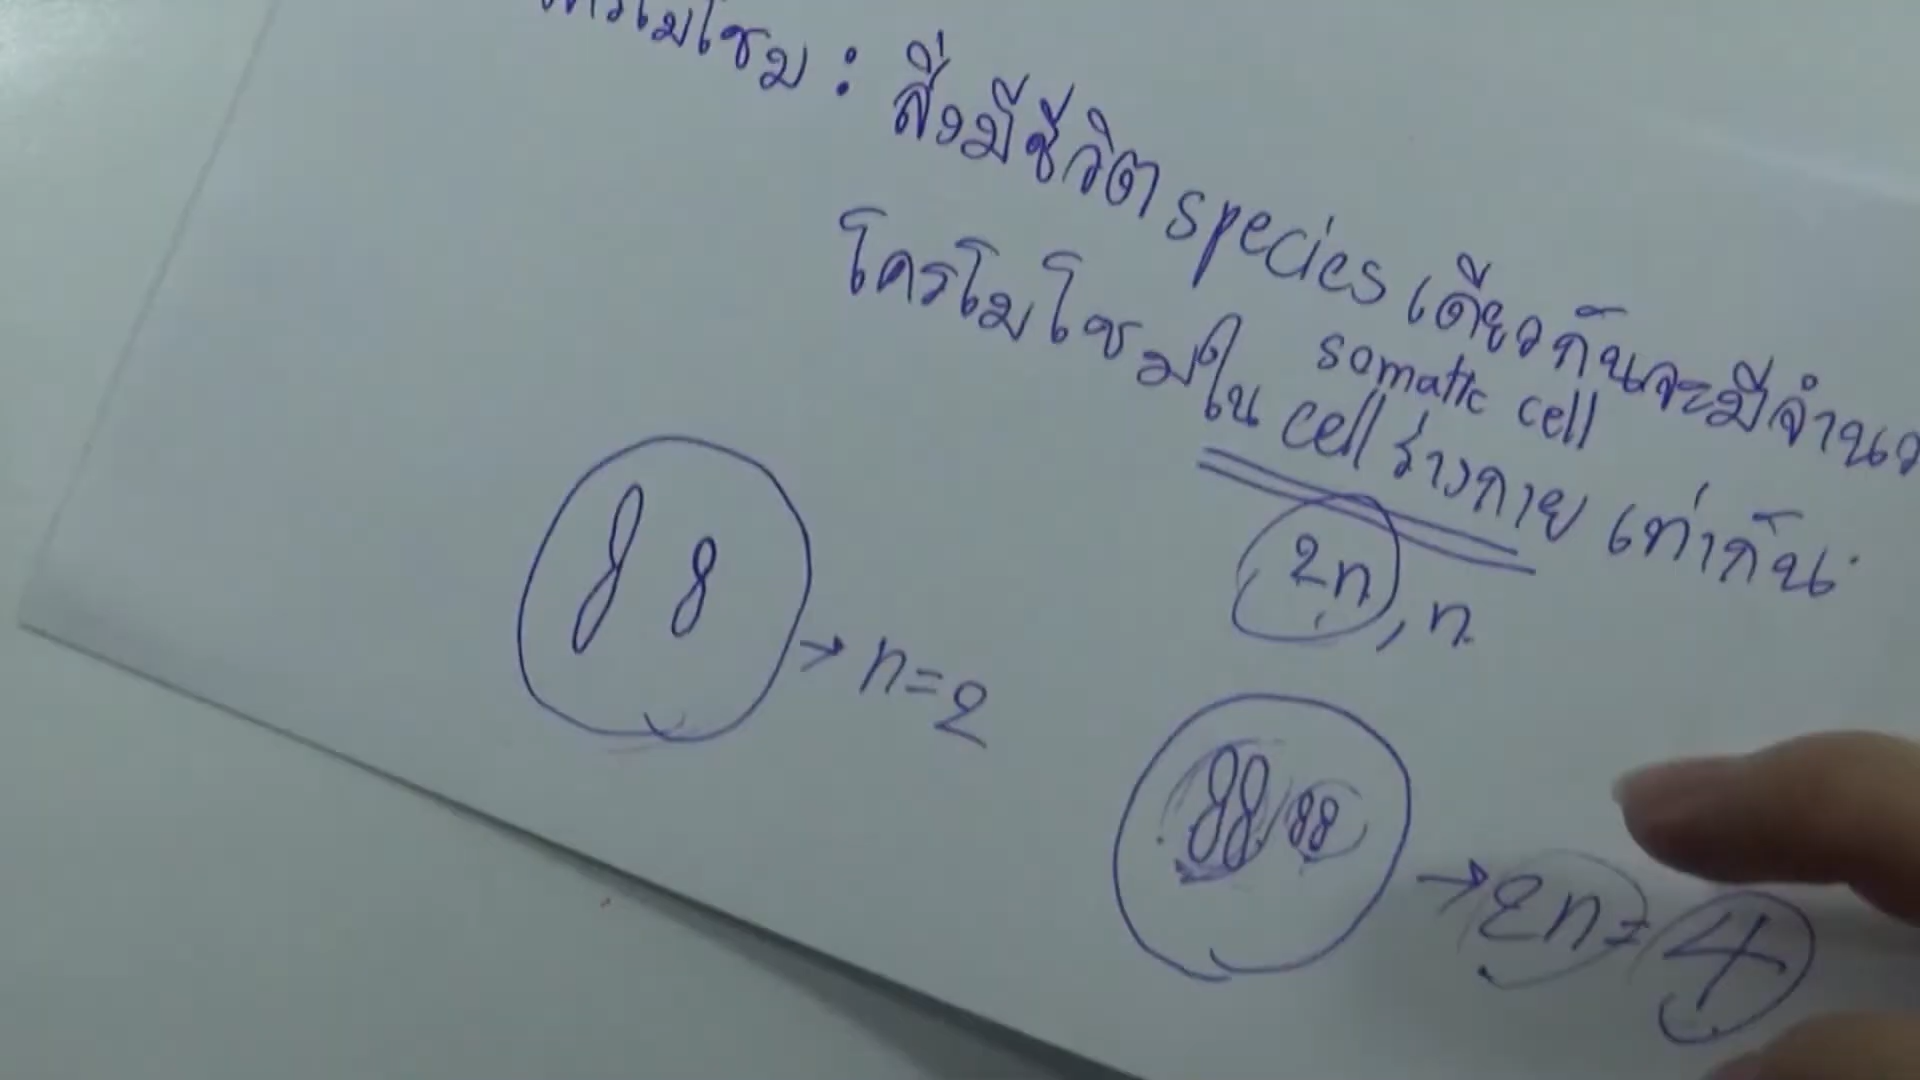 โครโมโซม : สิ่งมีชีวิต species เดียวกันจะมีจำนว
โครโมโซมใน cell ร่างกาย เท่ากัน
somatic cell
2n, n
→ n=2
→ 2n=4